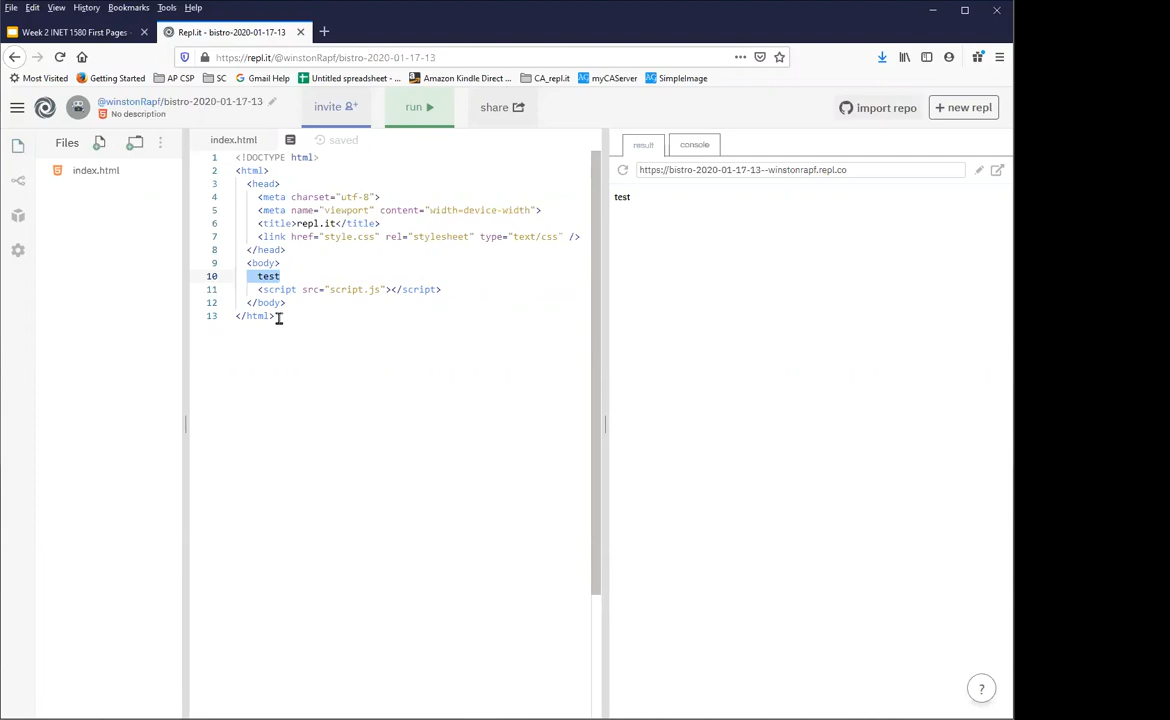 File Edit View History Bookmarks Tools Help
Week 2 INET 1580 First Pages -
Repl.it - bistro-2020-01-17-13
https://repl.it/@winstonRapf/bistro-2020-01-17-13
Most Visited Getting Started AP CSP SC Gmail Help Untitled spreadsheet - ... Amazon Kindle Direct ... CA_repl.it myCAServer SimpleImage
@winstonRapf/bistro-2020-01-17-13
No description
invite
run
share
import repo
+ new repl
Files
index.html
index.html
saved
1 <!DOCTYPE html>
2 <html>
3 <head>
4 <meta charset="utf-8">
5 <meta name="viewport" content="width=device-width">
6 <title>repl.it</title>
7 <link href="style.css" rel="stylesheet" type="text/css" />
8 </head>
9 <body>
10 test
11 <script src="script.js"></script>
12 </body>
13 </html>
result
console
https://bistro-2020-01-17-13--winstonrapf.repl.co
test
?